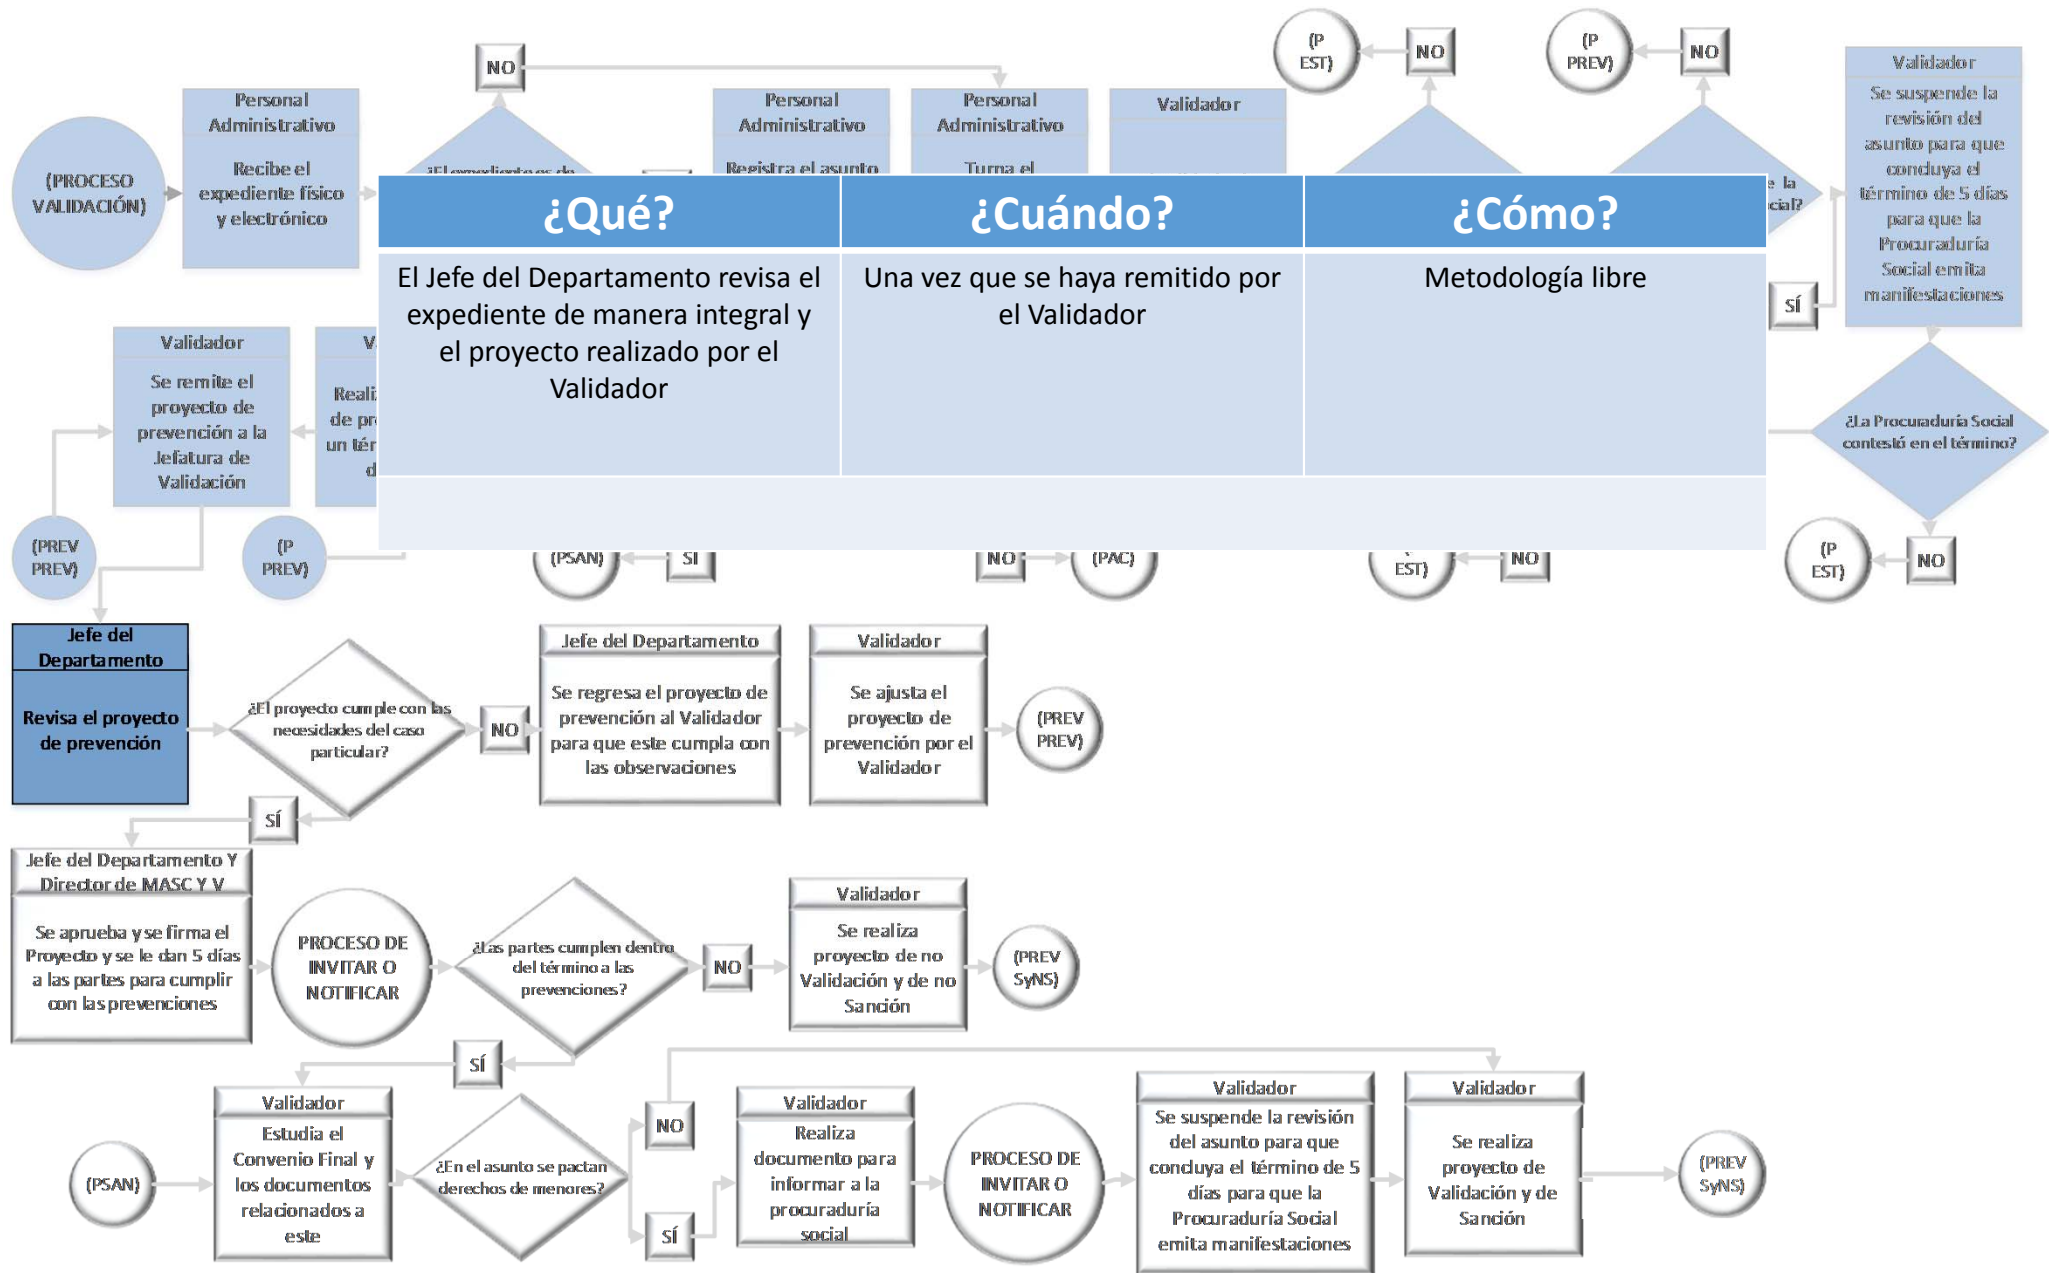 NO
(P
EST)
NO
(P
PREV)
NO
(PROCESO
VALIDACIÓN)
Personal
Administrativo
Recibe el
expediente físico
y electrónico
¿El expediente es de
Personal
Administrativo
Registra el asunto
Personal
Administrativo
Turna el
Validador
Validador
Se suspende la
revisión del
asunto para que
concluya el
término de 5 días
para que la
Procuraduría
Social emita
manifestaciones
SÍ
¿Qué?
¿Cuándo?
¿Cómo?
El Jefe del Departamento revisa el
expediente de manera integral y
el proyecto realizado por el
Validador
Una vez que se haya remitido por
el Validador
Metodología libre
Validador
Se remite el
proyecto de
prevención a la
Jefatura de
Validación
¿La Procuraduría Social
contestó en el término?
(PREV
PREV)
(P
PREV)
(PSAN)
SÍ
NO
(PAC)
EST)
NO
(P
EST)
NO
Jefe del
Departamento
Revisa el proyecto
de prevención
¿El proyecto cumple con las
necesidades del caso
particular?
NO
Jefe del Departamento
Se regresa el proyecto de
prevención al Validador
para que este cumpla con
las observaciones
Validador
Se ajusta el
proyecto de
prevención por el
Validador
(PREV
PREV)
SÍ
Jefe del Departamento Y
Director de MASC Y V
Se aprueba y se firma el
Proyecto y se le dan 5 días
a las partes para cumplir
con las prevenciones
PROCESO DE
INVITAR O
NOTIFICAR
¿Las partes cumplen dentro
del término a las
prevenciones?
NO
Validador
Se realiza
proyecto de no
Validación y de no
Sanción
(PREV
SyNS)
SÍ
(PSAN)
Validador
Estudia el
Convenio Final y
los documentos
relacionados a
este
¿En el asunto se pactan
derechos de menores?
NO
SÍ
Validador
Realiza
documento para
informar a la
procuraduría
social
PROCESO DE
INVITAR O
NOTIFICAR
Validador
Se suspende la revisión
del asunto para que
concluya el término de 5
días para que la
Procuraduría Social
emita manifestaciones
Validador
Se realiza
proyecto de
Validación y de
Sanción
(PREV
SyNS)